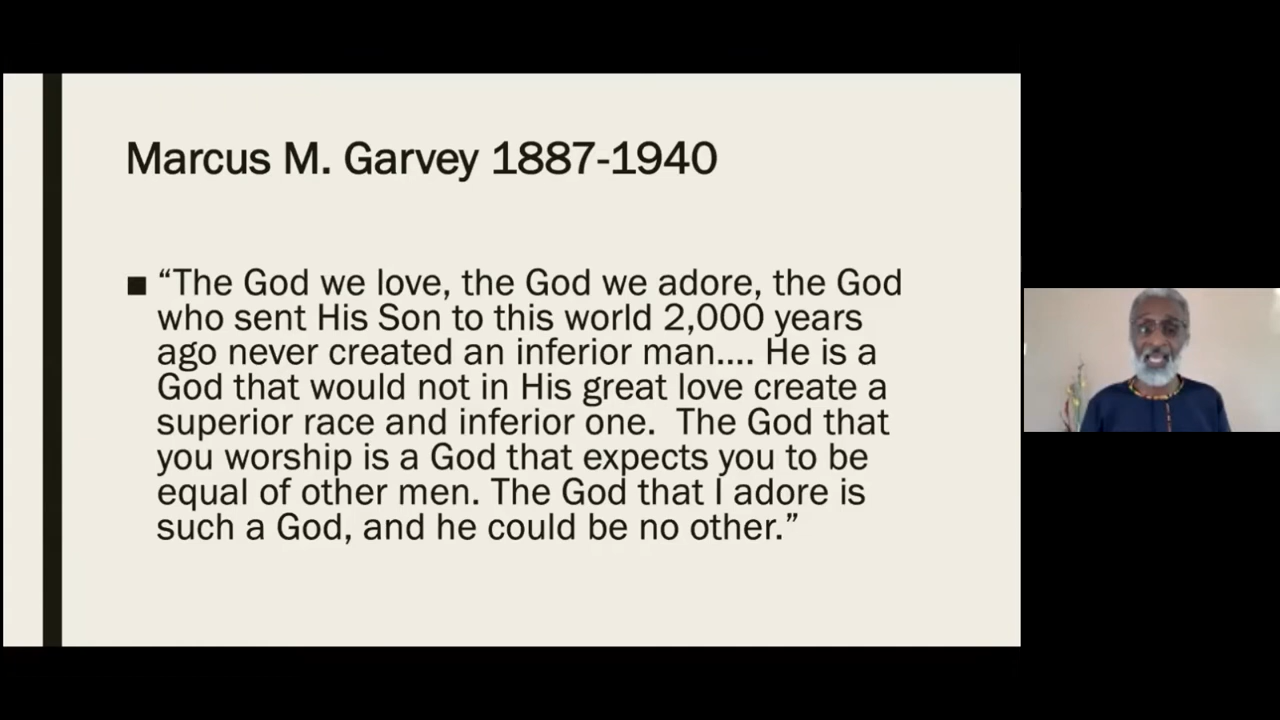 Marcus M. Garvey 1887-1940
“The God we love, the God we adore, the God
who sent His Son to this world 2,000 years
ago never created an inferior man.... He is a
God that would not in His great love create a
superior race and inferior one.  The God that
you worship is a God that expects you to be
equal of other men. The God that I adore is
such a God, and he could be no other.”